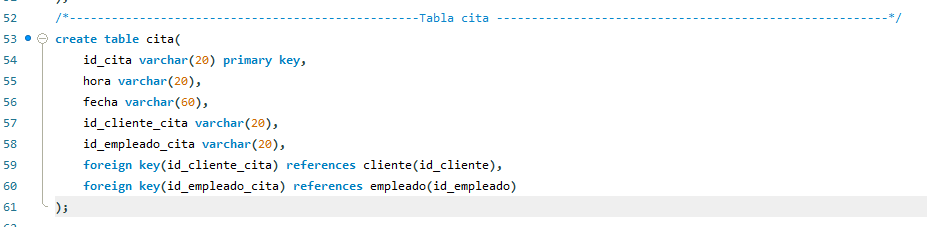 52 /*--------------------------------------------------Tabla cita --------------------------------------------------------*/
53 create table cita(
54 id_cita varchar(20) primary key,
55 hora varchar(20),
56 fecha varchar(60),
57 id_cliente_cita varchar(20),
58 id_empleado_cita varchar(20),
59 foreign key(id_cliente_cita) references cliente(id_cliente),
60 foreign key(id_empleado_cita) references empleado(id_empleado)
61 );